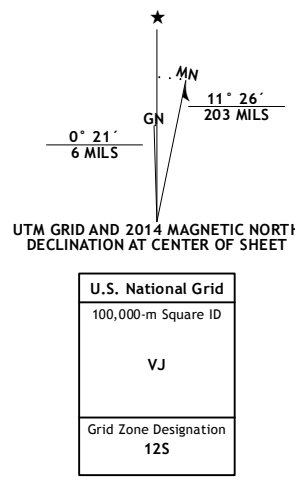 MN
GN
11° 26´
203 MILS
0° 21´
6 MILS
UTM GRID AND 2014 MAGNETIC NORTH
DECLINATION AT CENTER OF SHEET
U.S. National Grid
100,000-m Square ID
VJ
Grid Zone Designation
12S